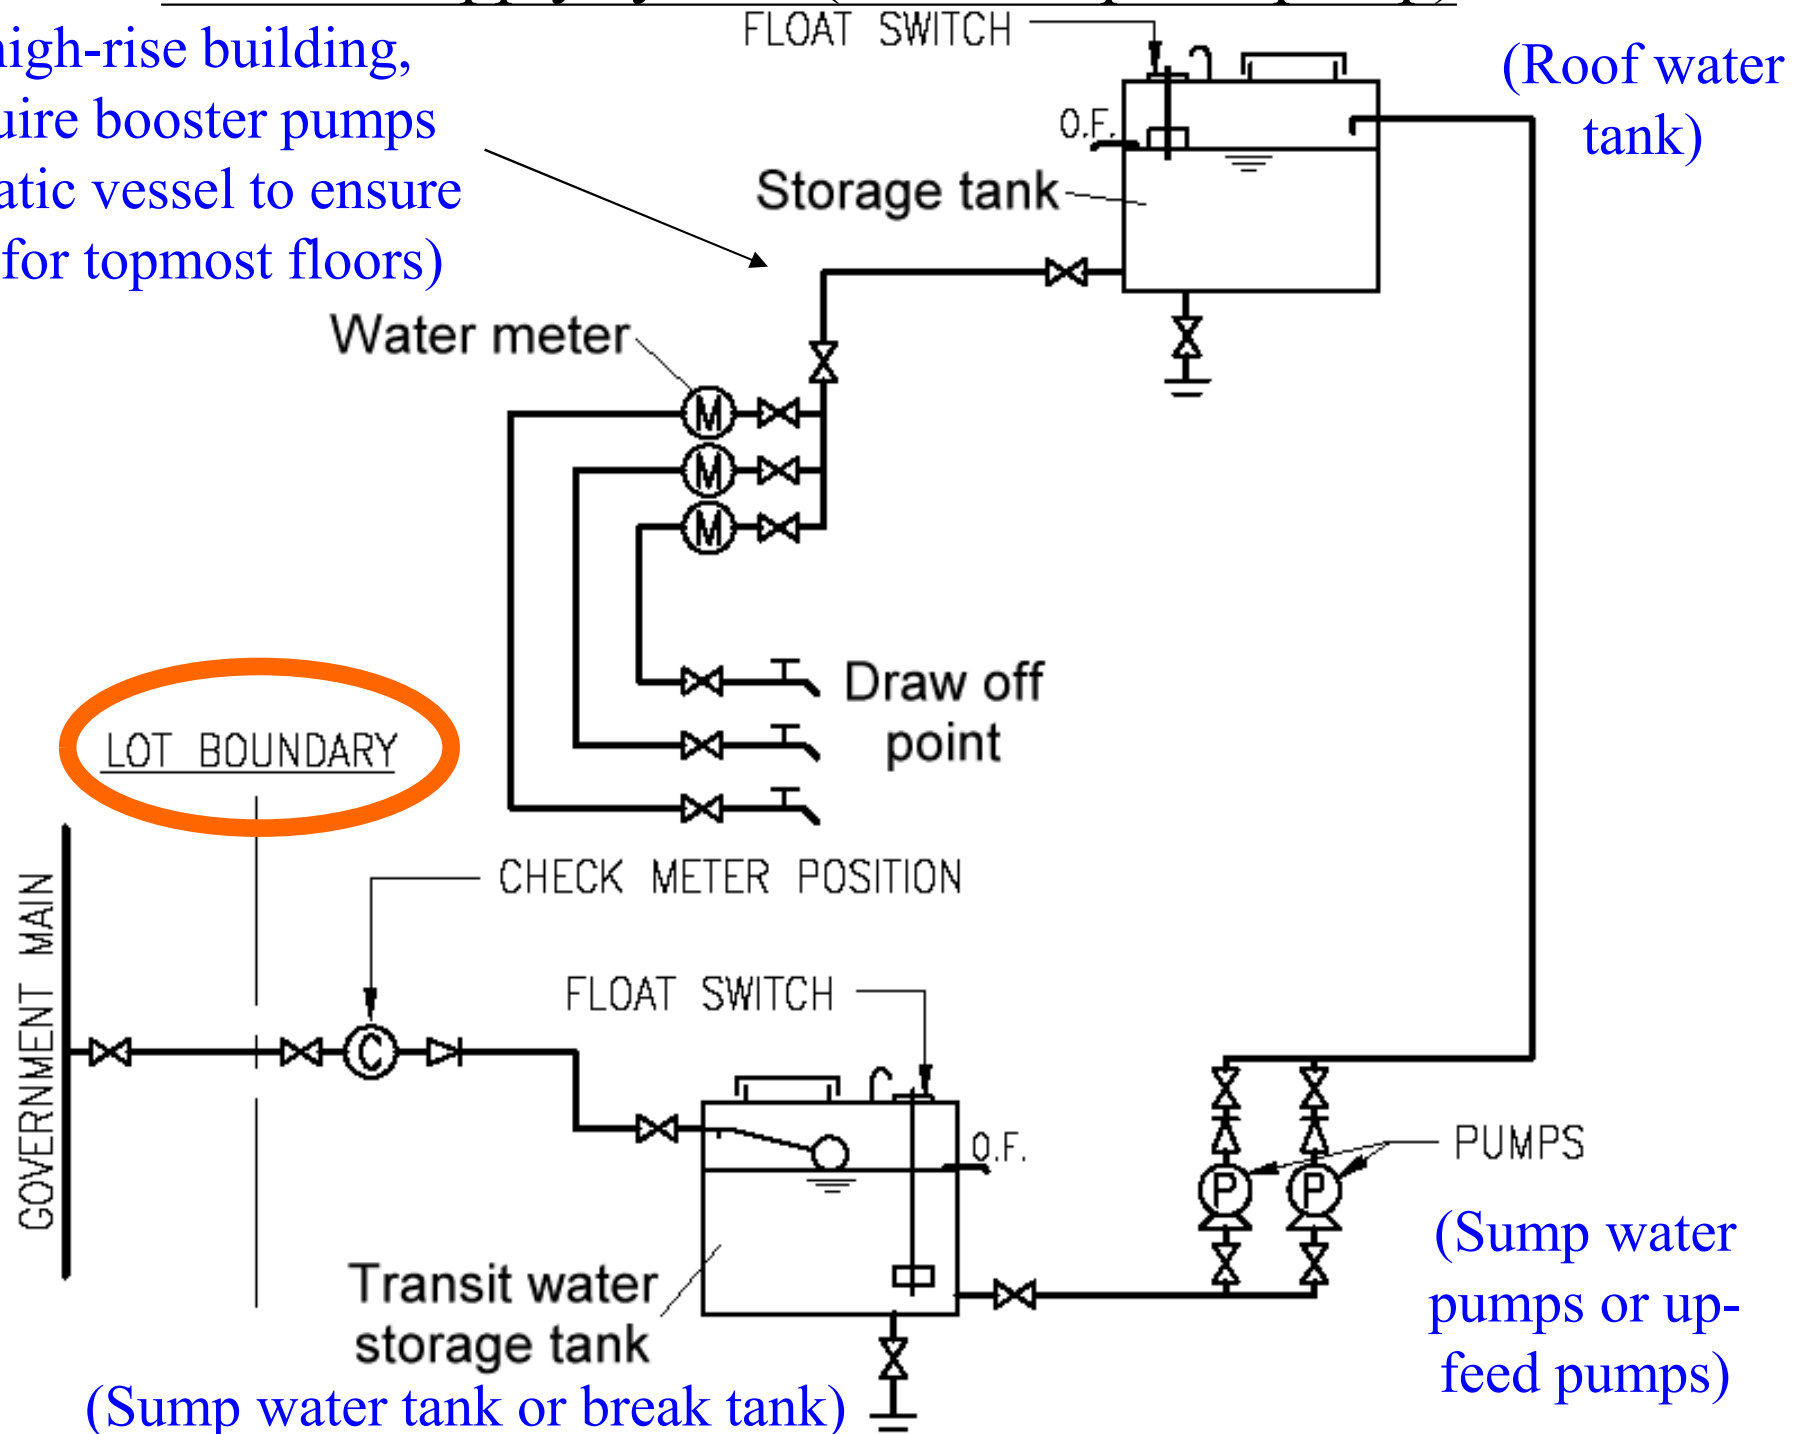 FLOAT SWITCH
high-rise building,
booster pumps
vessel to ensure
for topmost floors)
(Roof water
tank)
O.F.
Storage tank
Water meter
M
M
M
Draw off
point
LOT BOUNDARY
CHECK METER POSITION
GOVERNMENT MAIN
FLOAT SWITCH
C
O.F.
PUMPS
P
P
(Sump water
pumps or up-
feed pumps)
Transit water
storage tank
(Sump water tank or break tank)